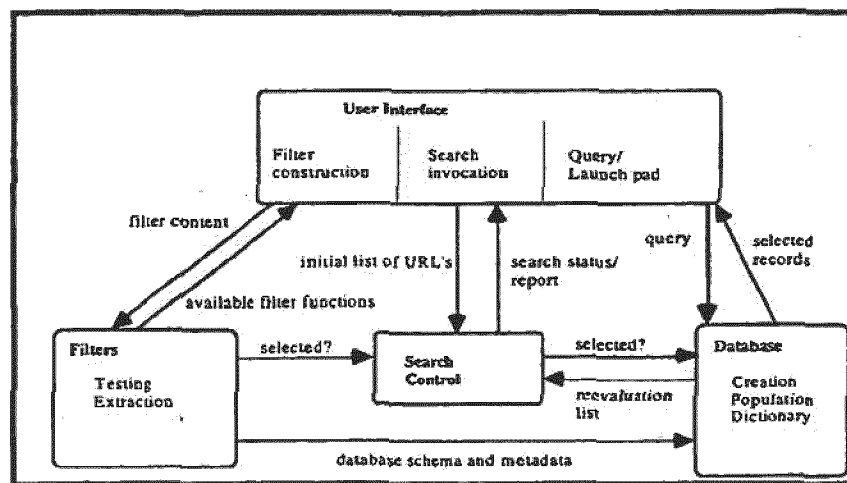 User Interface
Filter
construction
Search
invocation
Query/
Launch pad
filter content
available filter functions
initial list of URL's
search status/
report
query
selected
records
Filters
Testing
Extraction
selected?
Search
Control
selected?
reevaluation
list
Database
Creation
Population
Dictionary
database schema and metadata